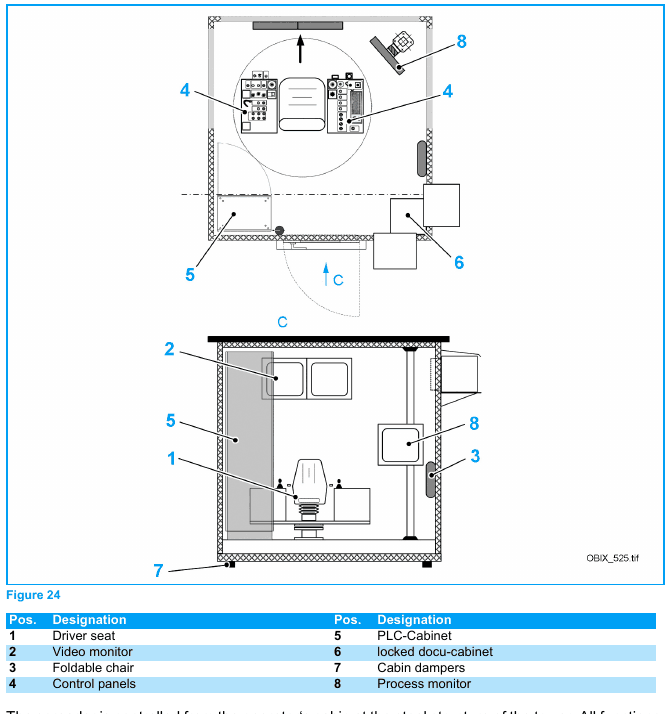 8
4
4
5
6
C
C
2
5
8
1
3
OBIX_525.tif
7
Figure 24
Pos. Designation Pos. Designation
1 Driver seat 5 PLC-Cabinet
2 Video monitor 6 locked docu-cabinet
3 Foldable chair 7 Cabin dampers
4 Control panels 8 Process monitor